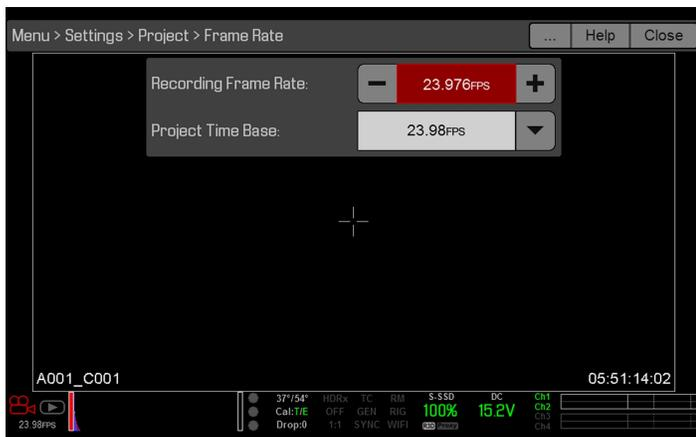 Menu > Settings > Project > Frame Rate ... Help Close
Recording Frame Rate: 23.976FPS
Project Time Base: 23.98FPS
A001_C001 05:51:14:02
37°/54° HDRx TC RM S-SSD DC Ch1
Cal:T/E OFF GEN RIG 100% 15.2V Ch2
Drop:0 1:1 SYNC WIFI R3D Proxy Ch3
23.98FPS Ch4